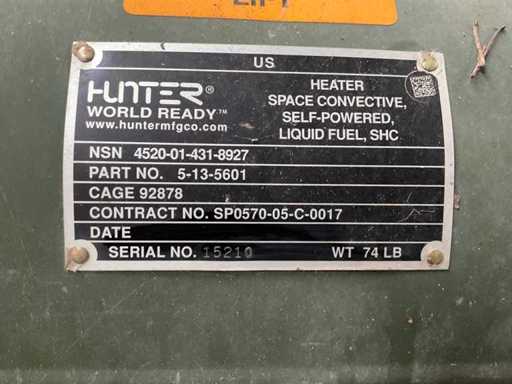 LIFT
US
HUNTER®
WORLD READY™
www.huntermfgco.com
HEATER
SPACE CONVECTIVE,
SELF-POWERED,
LIQUID FUEL, SHC
NSN 4520-01-431-8927
PART NO. 5-13-5601
CAGE 92878
CONTRACT NO. SP0570-05-C-0017
DATE
SERIAL NO. 15210
WT 74 LB